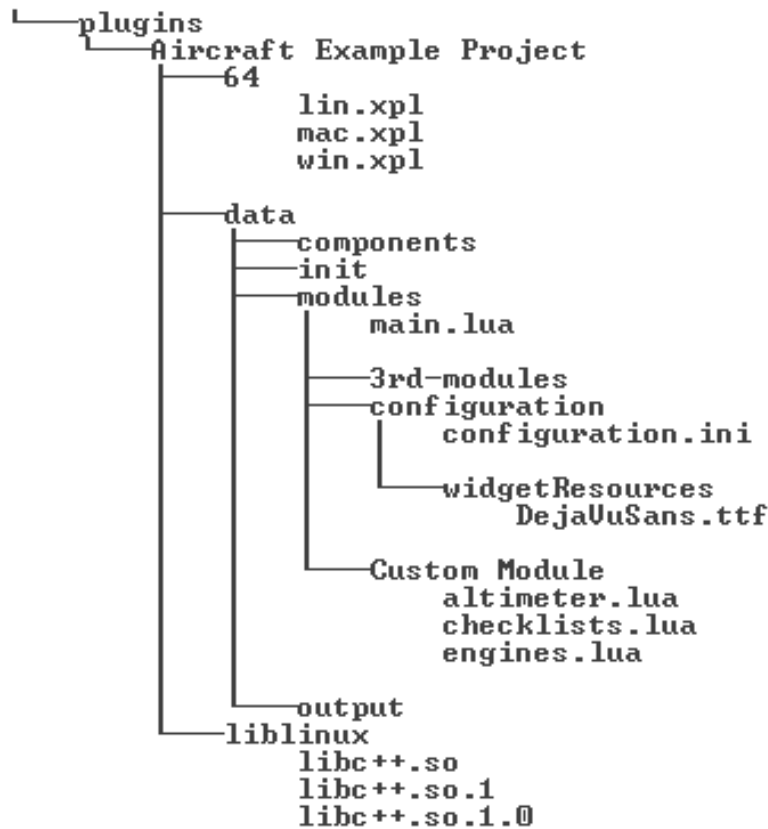 plugins
Aircraft Example Project
64
lin.xpl
mac.xpl
win.xpl
data
components
init
modules
main.lua
3rd-modules
configuration
configuration.ini
widgetResources
DejaVuSans.ttf
Custom Module
altimeter.lua
checklists.lua
engines.lua
output
liblinux
libc++.so
libc++.so.1
libc++.so.1.0